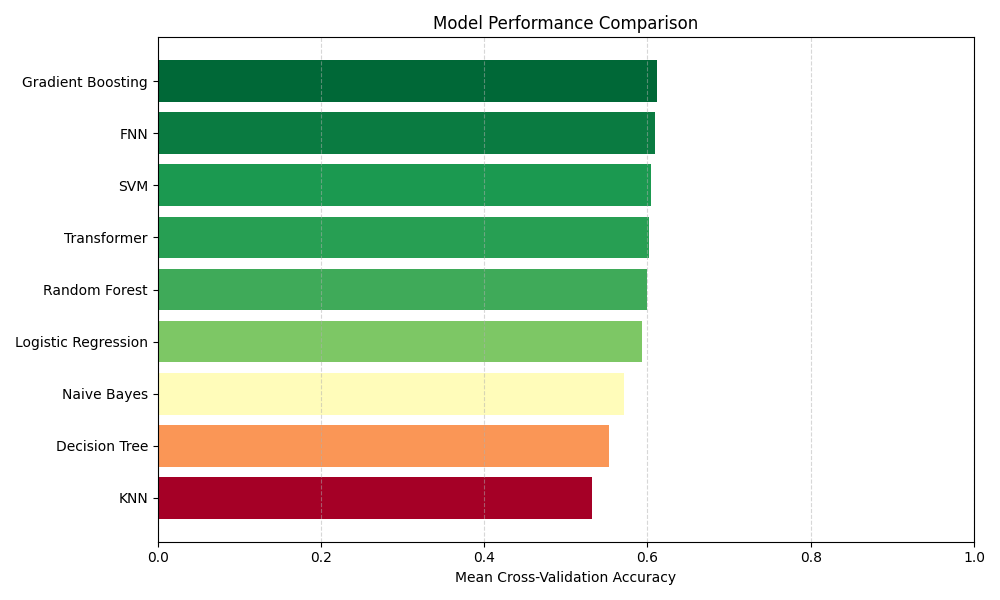 Model Performance Comparison
Gradient Boosting
FNN
SVM
Transformer
Random Forest
Logistic Regression
Naive Bayes
Decision Tree
KNN
0.0 0.2 0.4 0.6 0.8 1.0
Mean Cross-Validation Accuracy